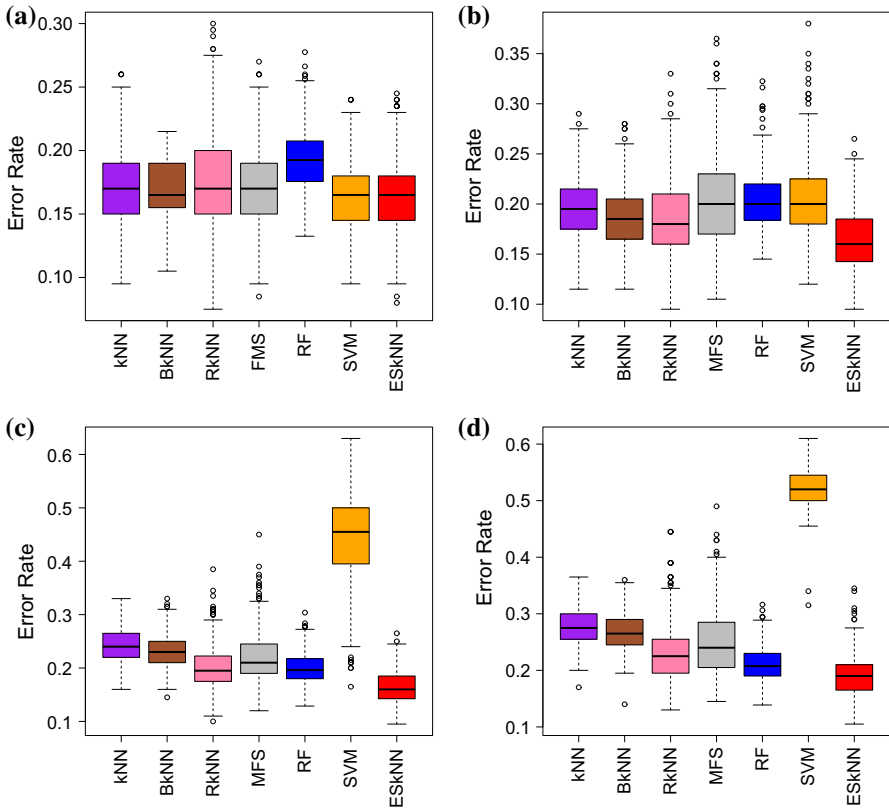 (a)
Error Rate
0.30
0.25
0.20
0.15
0.10
kNN
BkNN
RkNN
FMS
RF
SVM
ESkNN
(b)
Error Rate
0.35
0.30
0.25
0.20
0.15
0.10
kNN
BkNN
RkNN
MFS
RF
SVM
ESkNN
(c)
Error Rate
0.6
0.5
0.4
0.3
0.2
0.1
kNN
BkNN
RkNN
MFS
RF
SVM
ESkNN
(d)
Error Rate
0.6
0.5
0.4
0.3
0.2
0.1
kNN
BkNN
RkNN
MFS
RF
SVM
ESkNN